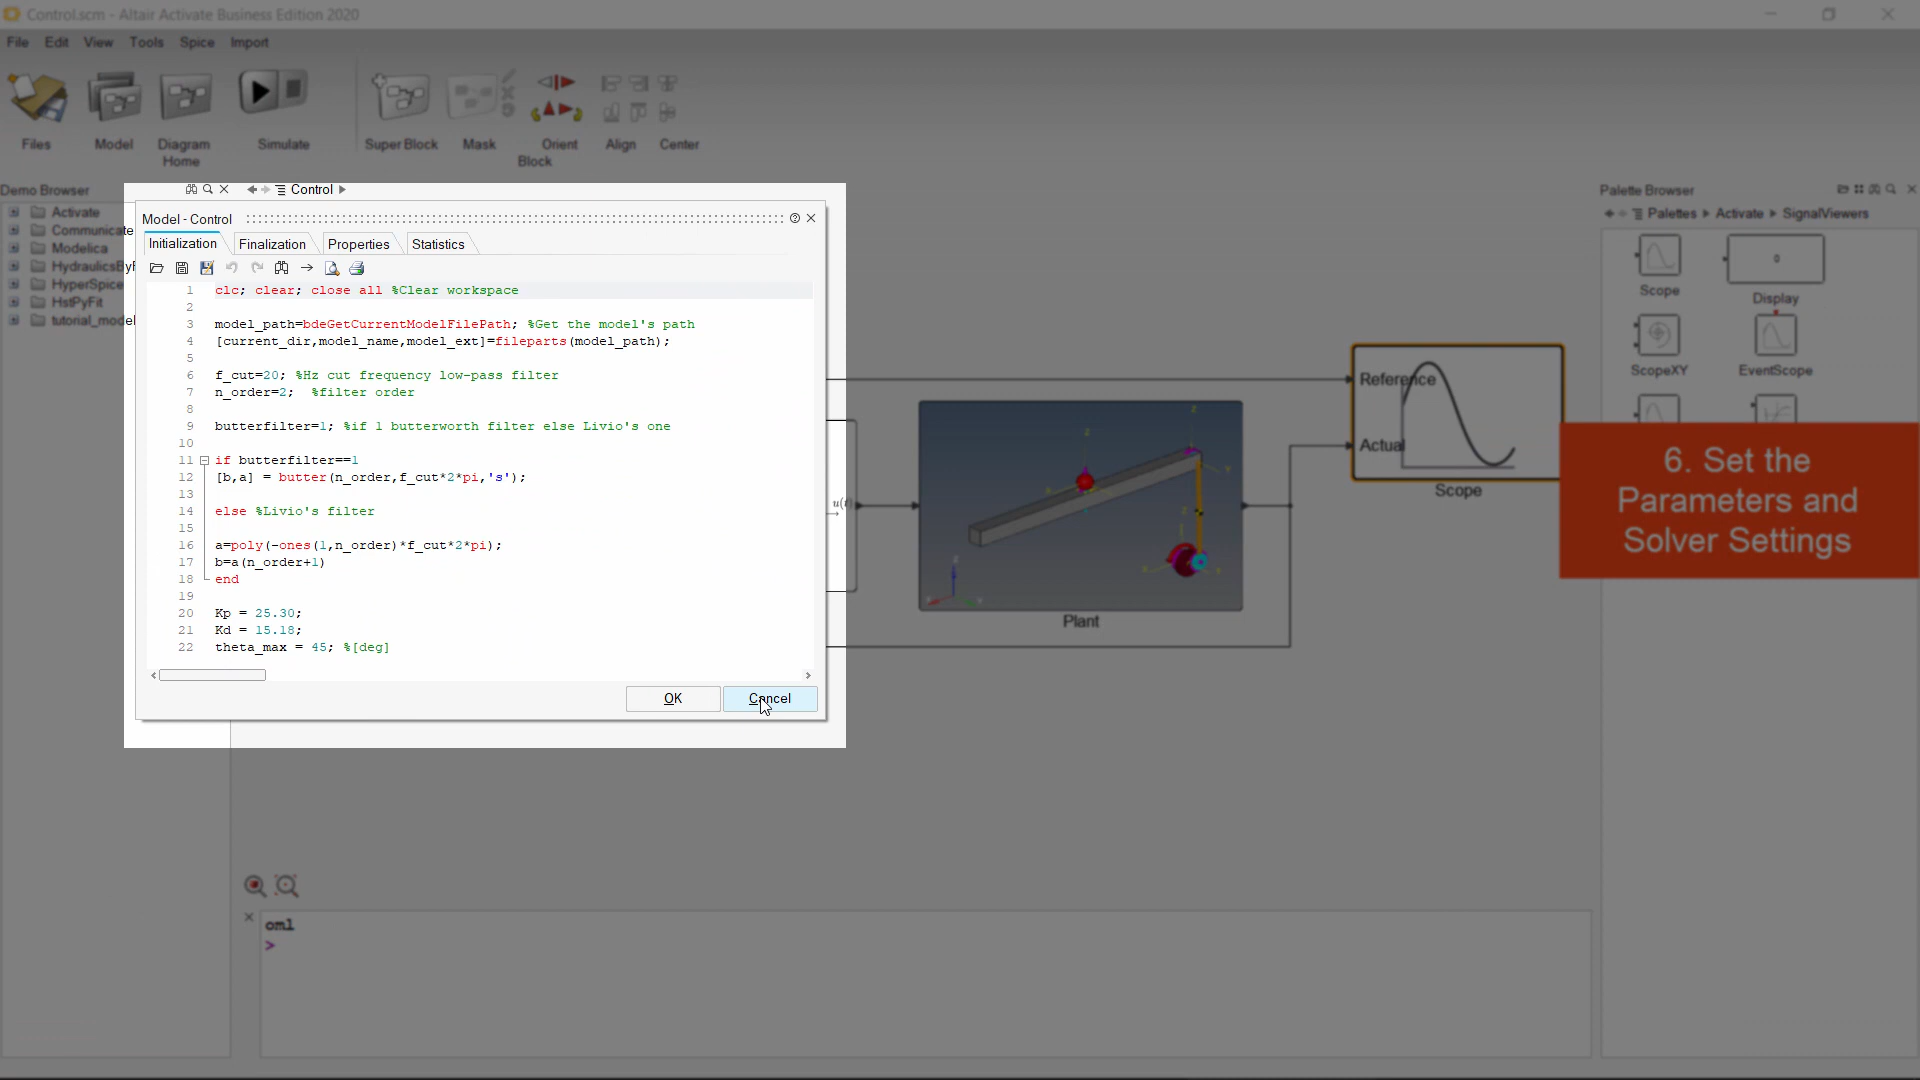 Control.scm - Altair Activate Business Edition 2020
File Edit View Tools Spice Import
Files Model Diagram Home Simulate Super Block Mask Orient Block Align Center
Demo Browser
Activate
Communicate
Modelica
HydraulicsByF
HyperSpice
HstPyFit
tutorial_model
Control
Model - Control
Initialization Finalization Properties Statistics
1 clc; clear; close all %Clear workspace
2
3 model_path=bdeGetCurrentModelFilePath; %Get the model's path
4 [current_dir,model_name,model_ext]=fileparts(model_path);
5
6 f_cut=20; %Hz cut frequency low-pass filter
7 n_order=2; %filter order
8
9 butterfilter=1; %if 1 butterworth filter else Livio's one
10
11 if butterfilter==1
12 [b,a] = butter(n_order,f_cut*2*pi,'s');
13
14 else %Livio's filter
15
16 a=poly(-ones(1,n_order)*f_cut*2*pi);
17 b=a(n_order+1)
18 end
19
20 Kp = 25.30;
21 Kd = 15.18;
22 theta_max = 45; %[deg]
OK Cancel
u(t)
Plant
Reference
Actual
Scope
Palette Browser
Palettes Activate SignalViewers
Scope
0
Display
ScopeXY EventScope
6. Set the
Parameters and
Solver Settings
oml
>